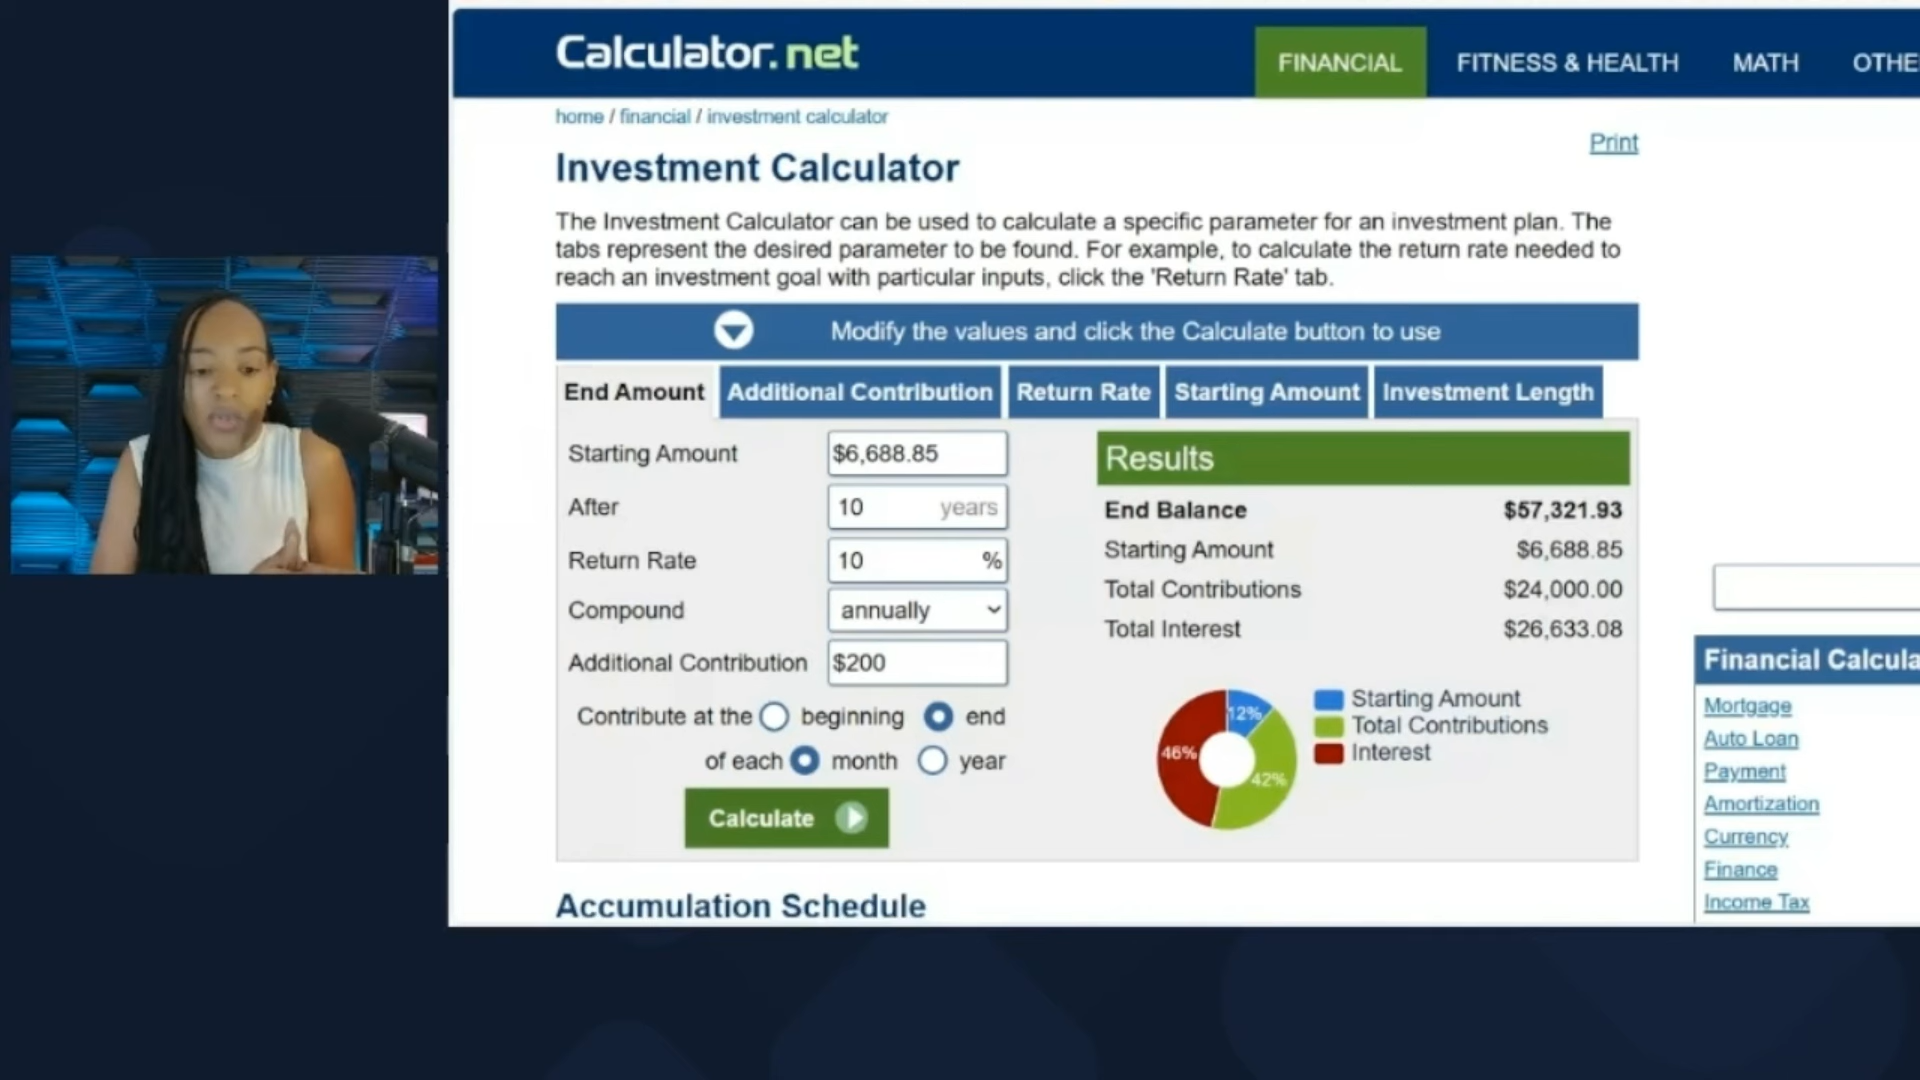 Calculator.net
FINANCIAL
FITNESS & HEALTH
MATH
OTHE
home / financial / investment calculator
Print
Investment Calculator
The Investment Calculator can be used to calculate a specific parameter for an investment plan. The
tabs represent the desired parameter to be found. For example, to calculate the return rate needed to
reach an investment goal with particular inputs, click the 'Return Rate' tab.
Modify the values and click the Calculate button to use
End Amount
Additional Contribution
Return Rate
Starting Amount
Investment Length
Starting Amount
$6,688.85
After
10 years
Return Rate
10 %
Compound
annually
Additional Contribution
$200
Contribute at the beginning end
of each month year
Calculate
Results
End Balance $57,321.93
Starting Amount $6,688.85
Total Contributions $24,000.00
Total Interest $26,633.08
12%
46%
42%
Starting Amount
Total Contributions
Interest
Financial Calcula
Mortgage
Auto Loan
Payment
Amortization
Currency
Finance
Income Tax
Accumulation Schedule